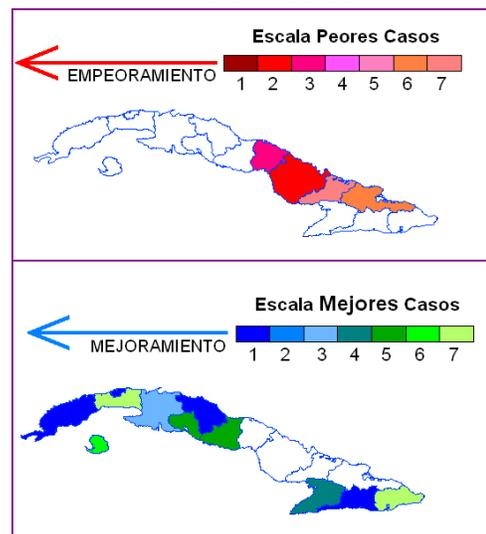 Escala Peores Casos
EMPEORAMIENTO
1 2 3 4 5 6 7
Escala Mejores Casos
MEJORAMIENTO
1 2 3 4 5 6 7